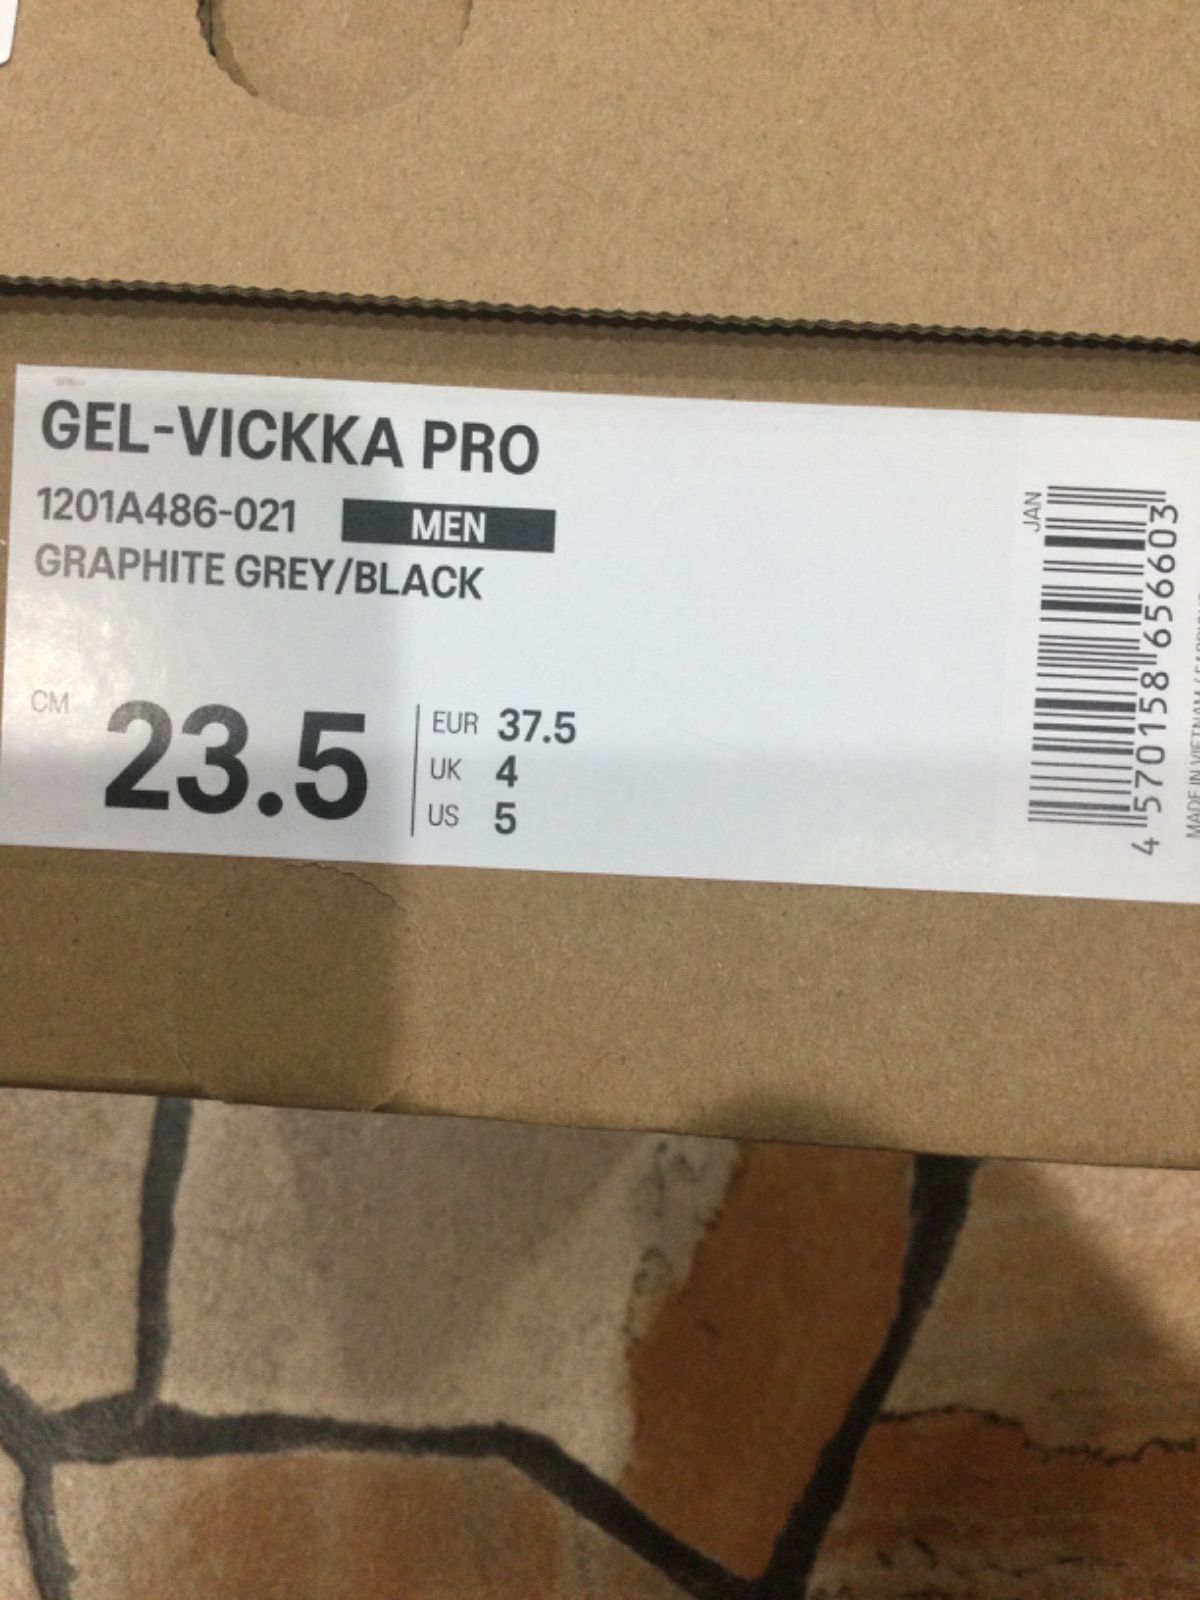 GEL-VICKKA PRO
1201A486-021 MEN
GRAPHITE GREY/BLACK
CM 23.5
EUR 37.5
UK 4
US 5
JAN
4 570158 656603
MADE IN VIETNAM /